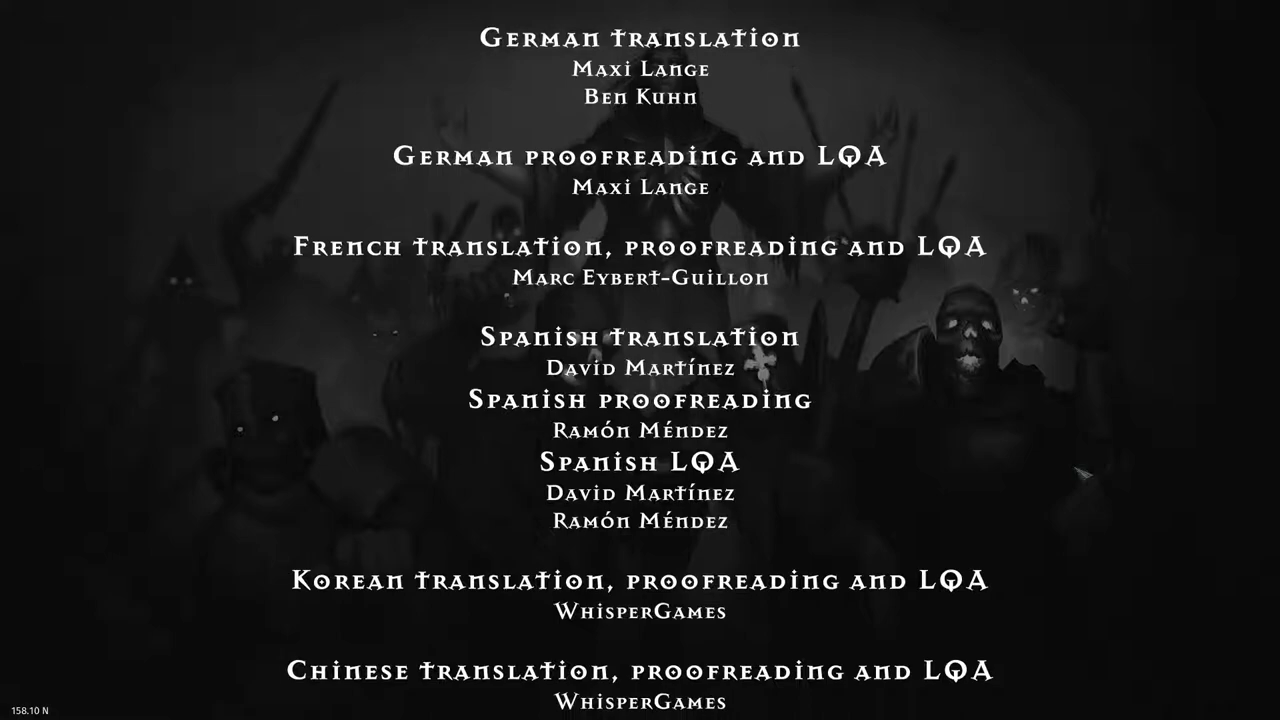 German translation
Maxi Lange
Ben Kuhn
German proofreading and LQA
Maxi Lange
French translation, proofreading and LQA
Marc Eybert-Guillon
Spanish translation
David Martínez
Spanish proofreading
Ramón Méndez
Spanish LQA
David Martínez
Ramón Méndez
Korean translation, proofreading and LQA
WhisperGames
Chinese translation, proofreading and LQA
WhisperGames
158.10 N